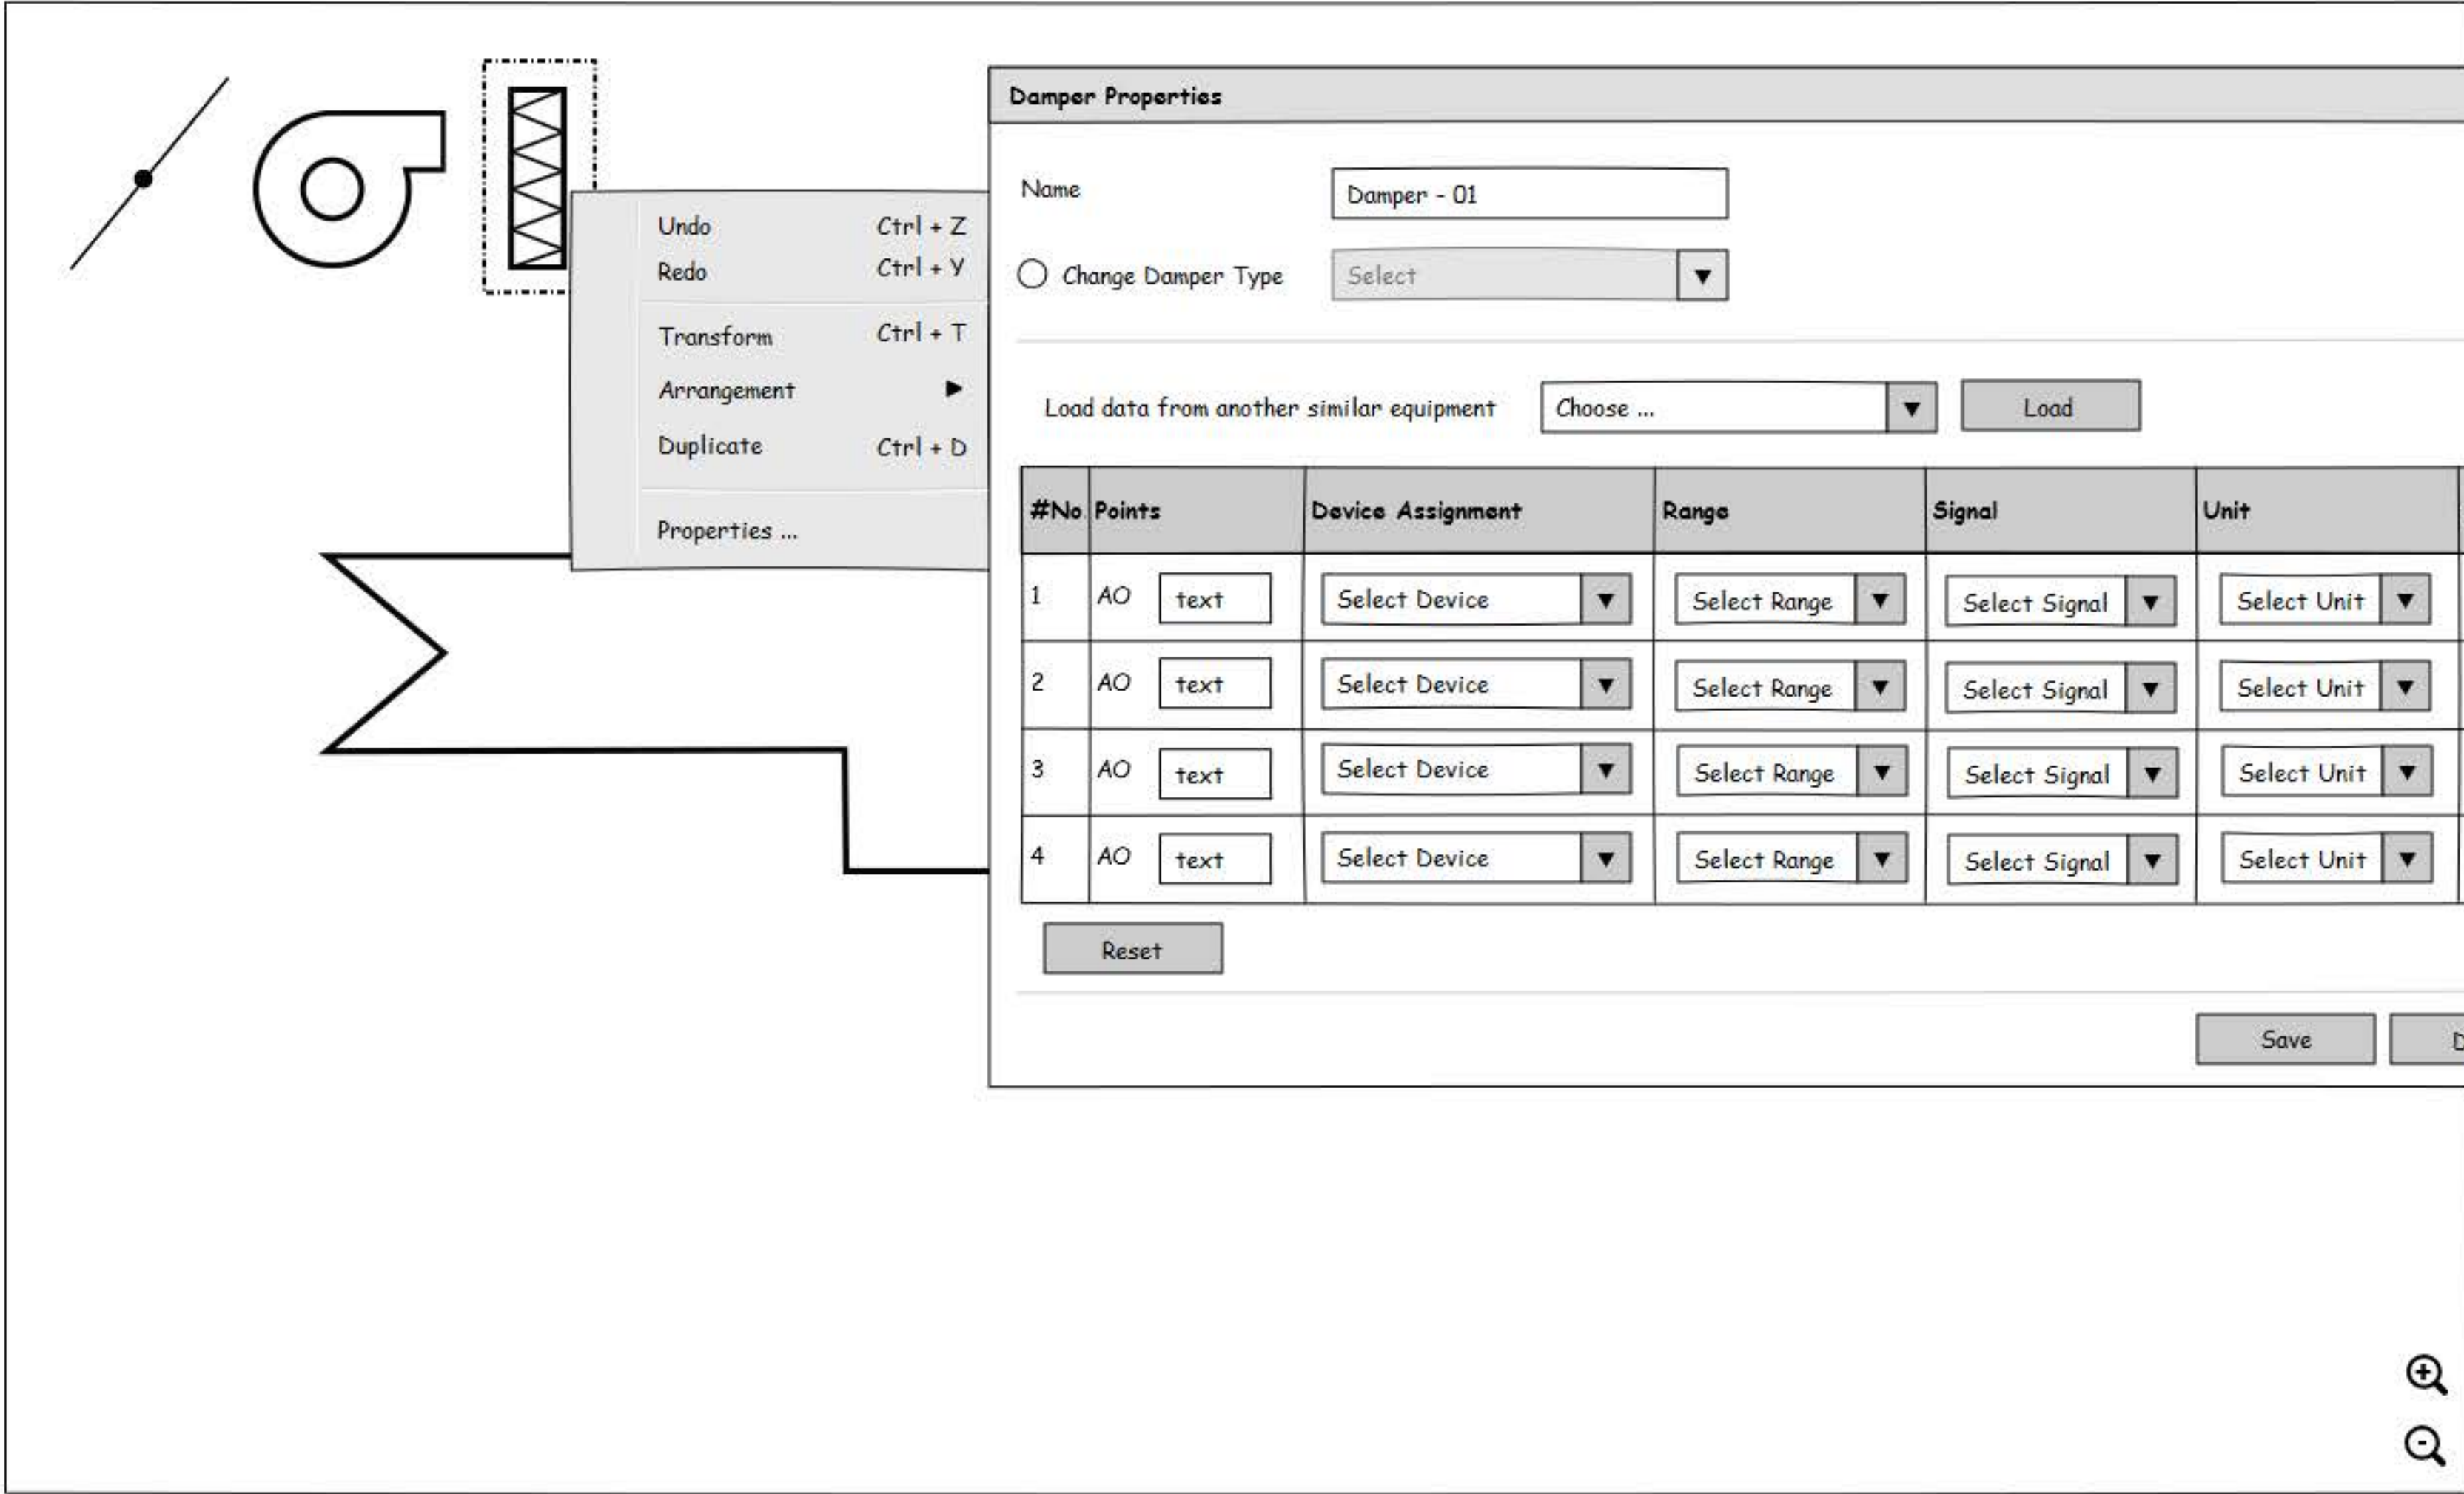 Damper Properties
Name Damper - 01
Change Damper Type Select
Undo Ctrl + Z
Redo Ctrl + Y
Transform Ctrl + T
Arrangement
Duplicate Ctrl + D
Properties ...
Load data from another similar equipment Choose ... Load
#No. Points Device Assignment Range Signal Unit
1 AO text Select Device Select Range Select Signal Select Unit
2 AO text Select Device Select Range Select Signal Select Unit
3 AO text Select Device Select Range Select Signal Select Unit
4 AO text Select Device Select Range Select Signal Select Unit
Reset
Save